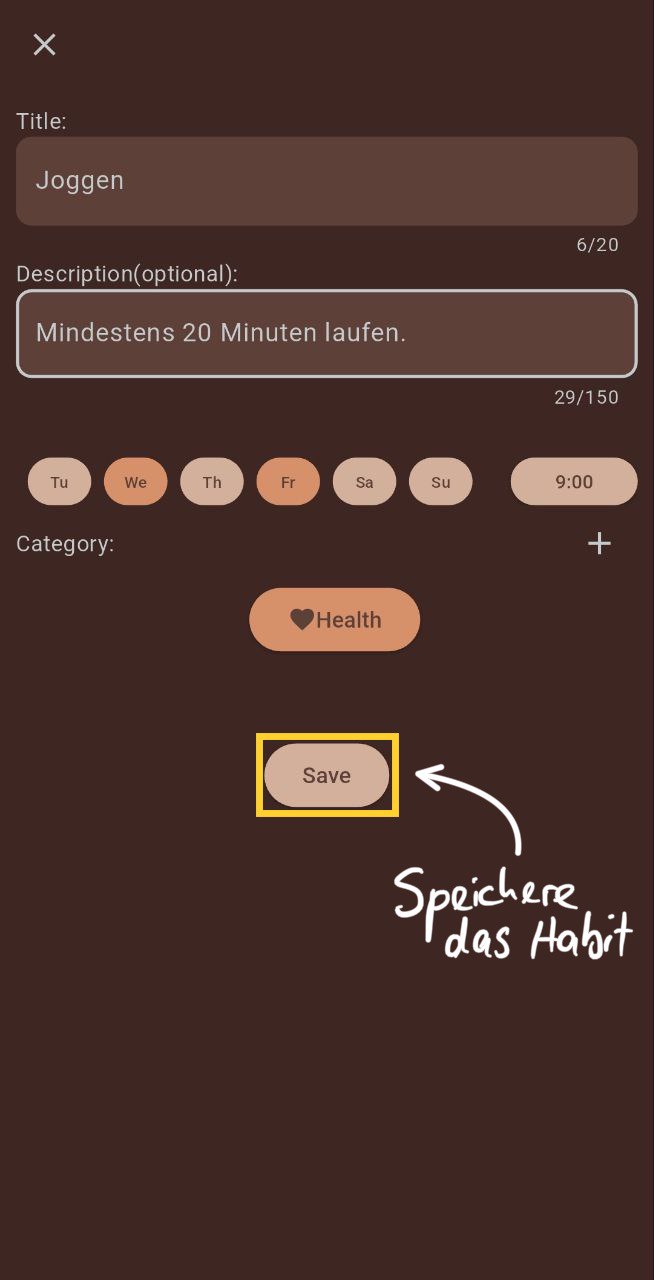 Title:
Joggen
6/20
Description(optional):
Mindestens 20 Minuten laufen.
29/150
Tu We Th Fr Sa Su 9:00
Category:
Health
Save
Speichere
das Habit